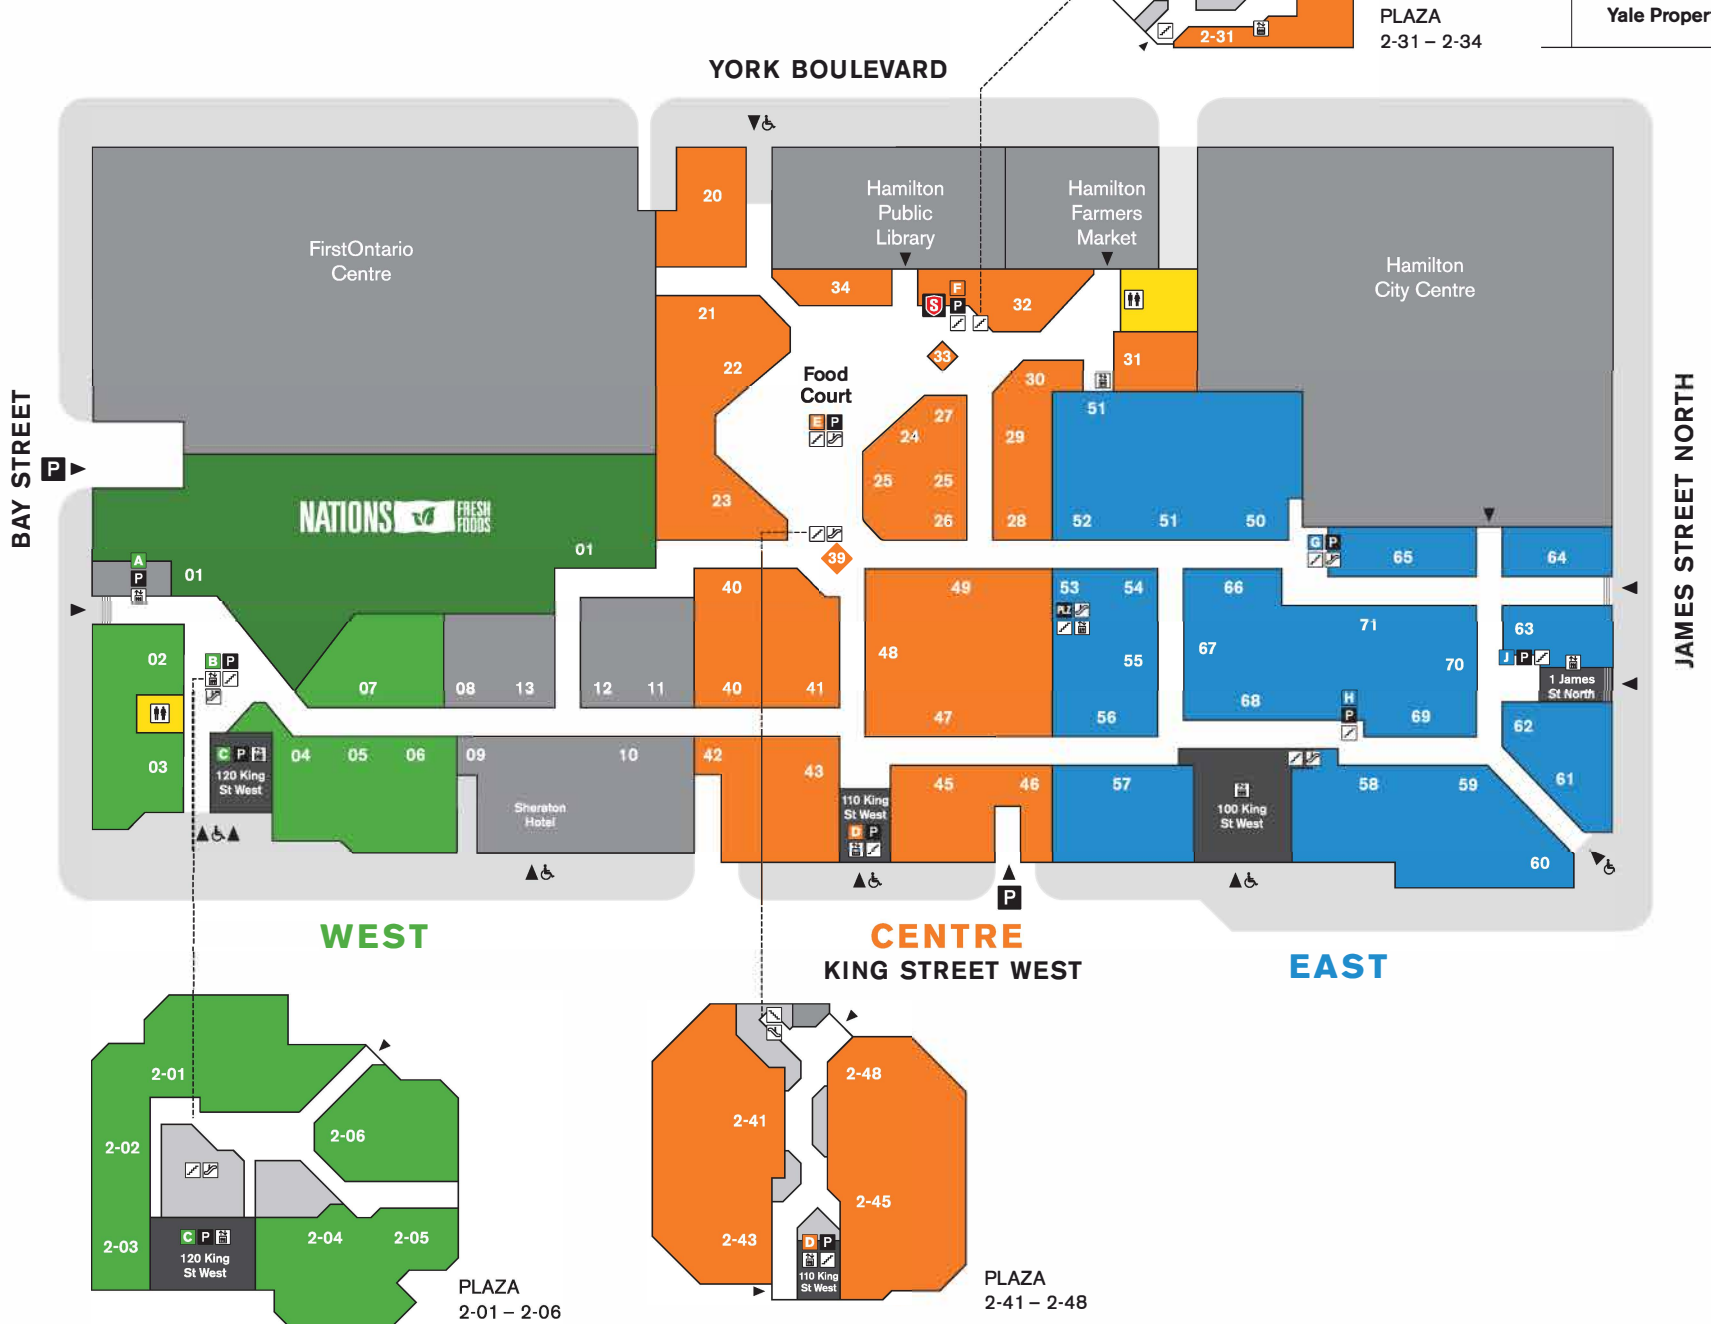 PLAZA
2-31 – 2-34
Yale Proper
2-31
YORK BOULEVARD
FirstOntario
Centre
20
Hamilton
Public
Library
Hamilton
Farmers
Market
Hamilton
City Centre
34
F
S
P
32
21
22
33
31
30
Food
Court
E P
27
24
29
51
25
25
23
26
28
52
51
50
BAY STREET
P
JAMES STREET NORTH
NATIONS
FRESH
FOODS
01
A
P
01
39
G P
65
64
40
49
53
54
66
PLZ
71
63
02
B P
48
55
67
70
J P
1 James
St North
07
08
13
12
11
40
41
47
56
68
H
P
69
62
03
C P
120 King
St West
04
05
06
09
10
42
43
45
46
57
58
59
61
Sheraton
Hotel
110 King
St West
D P
100 King
St West
60
P
WEST
CENTRE
EAST
KING STREET WEST
2-01
2-02
2-06
2-03
C P
120 King
St West
2-04
2-05
PLAZA
2-01 – 2-06
2-48
2-41
2-45
2-43
D P
110 King
St West
PLAZA
2-41 – 2-48